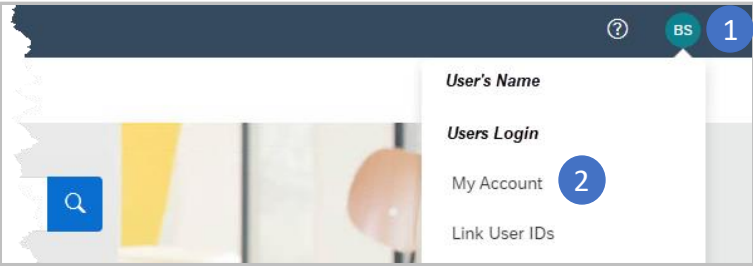 ?
BS
1
User's Name
Users Login
My Account
2
Link User IDs